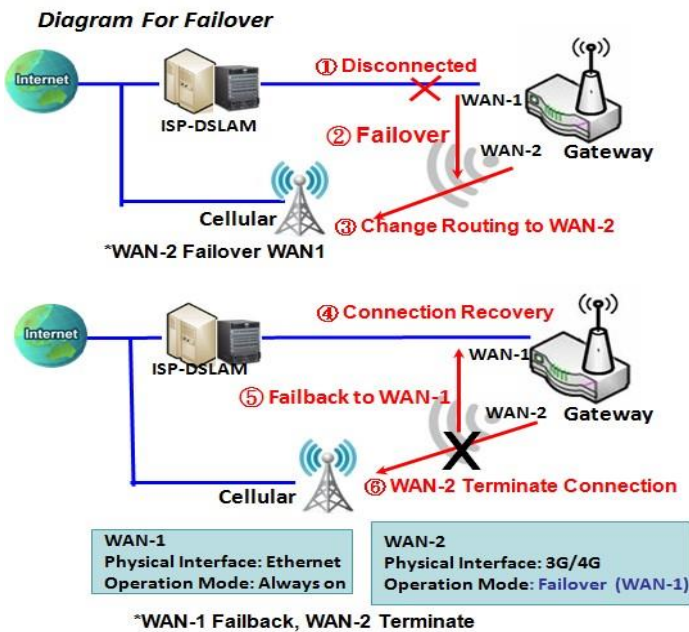 Diagram For Failover
Internet
ISP-DSLAM
① Disconnected
WAN-1
② Failover
WAN-2
Gateway
Cellular
③ Change Routing to WAN-2
*WAN-2 Failover WAN1
Internet
ISP-DSLAM
④ Connection Recovery
WAN-1
⑤ Failback to WAN-1
WAN-2
Gateway
Cellular
⑥ WAN-2 Terminate Connection
WAN-1
Physical Interface: Ethernet
Operation Mode: Always on
WAN-2
Physical Interface: 3G/4G
Operation Mode: Failover (WAN-1)
*WAN-1 Failback, WAN-2 Terminate